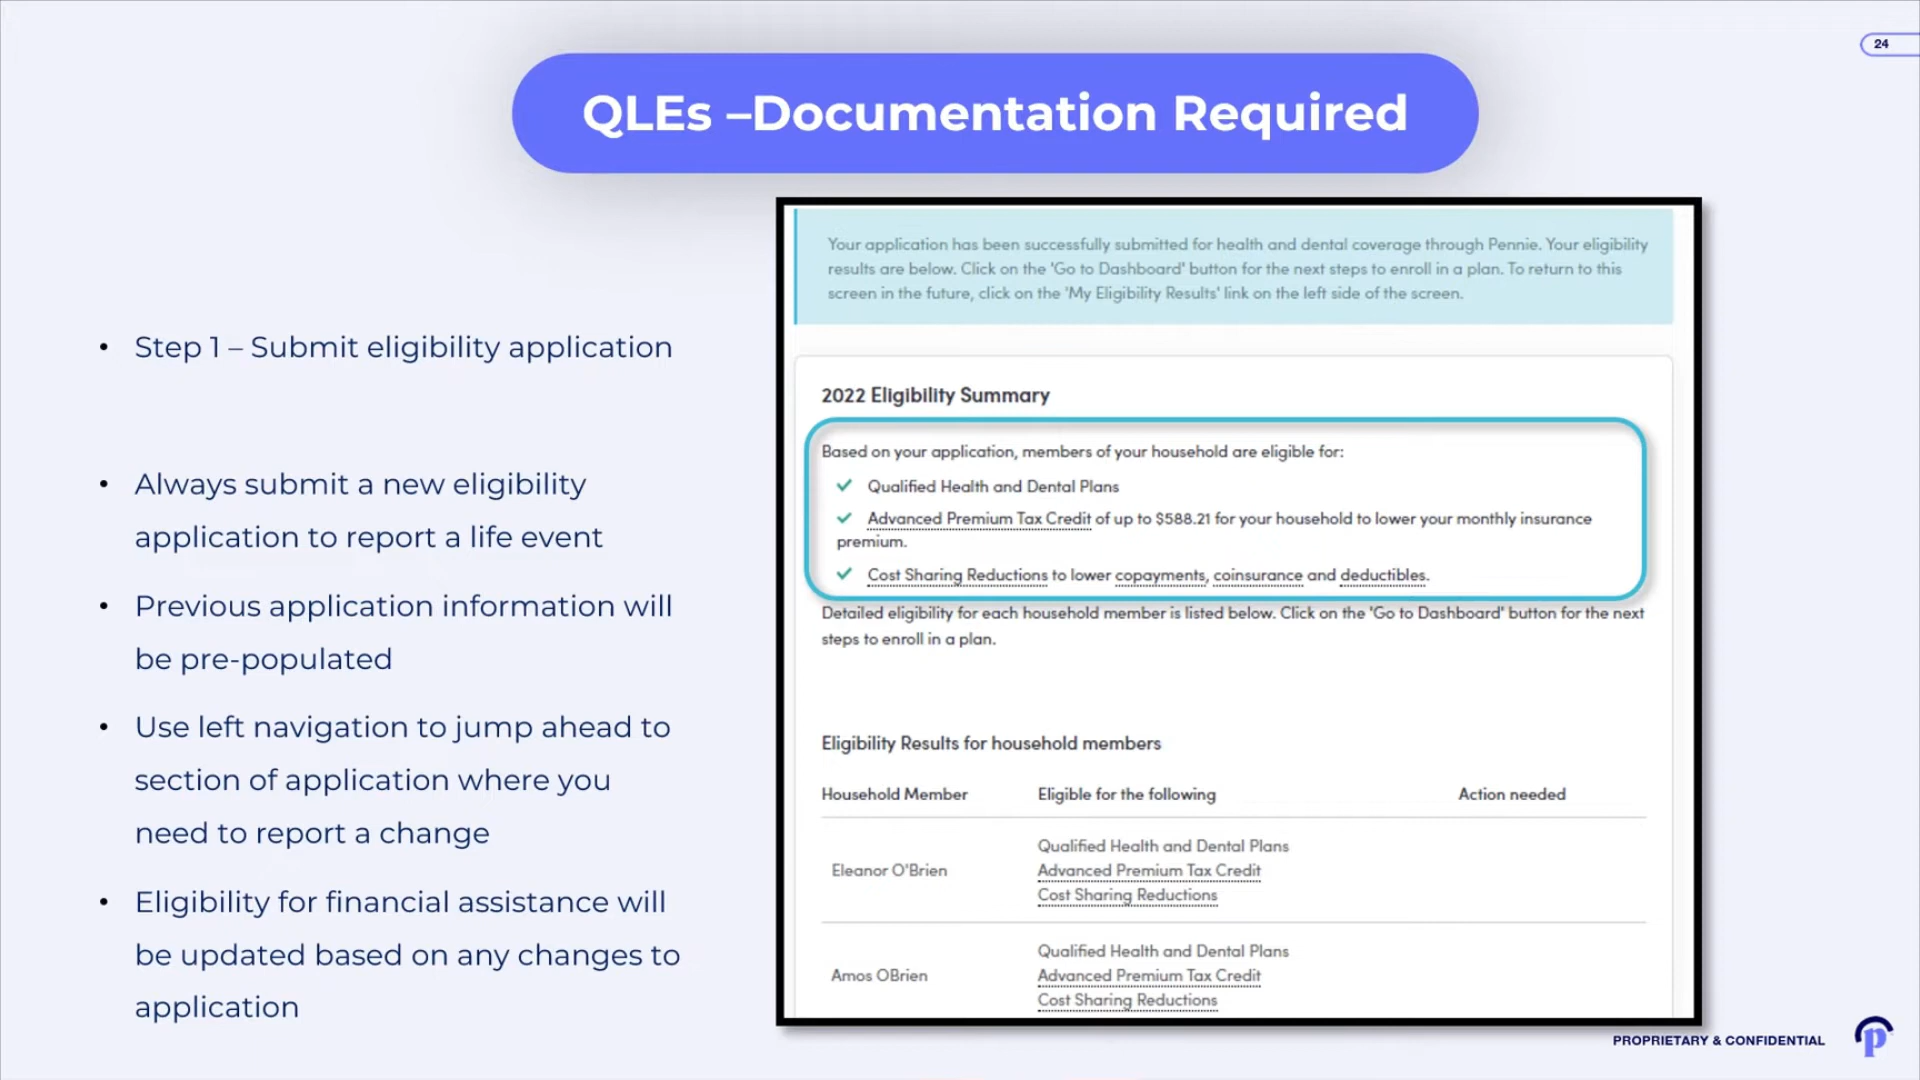 24
QLEs –Documentation Required
• Step 1 – Submit eligibility application
• Always submit a new eligibility
application to report a life event
• Previous application information will
be pre-populated
• Use left navigation to jump ahead to
section of application where you
need to report a change
• Eligibility for financial assistance will
be updated based on any changes to
application
Your application has been successfully submitted for health and dental coverage through Pennie. Your eligibility
results are below. Click on the 'Go to Dashboard' button for the next steps to enroll in a plan. To return to this
screen in the future, click on the 'My Eligibility Results' link on the left side of the screen.
2022 Eligibility Summary
Based on your application, members of your household are eligible for:
✓ Qualified Health and Dental Plans
✓ Advanced Premium Tax Credit of up to $588.21 for your household to lower your monthly insurance
premium.
✓ Cost Sharing Reductions to lower copayments, coinsurance and deductibles.
Detailed eligibility for each household member is listed below. Click on the 'Go to Dashboard' button for the next
steps to enroll in a plan.
Eligibility Results for household members
Household Member Eligible for the following Action needed
Qualified Health and Dental Plans
Eleanor O'Brien Advanced Premium Tax Credit
Cost Sharing Reductions
Qualified Health and Dental Plans
Amos OBrien Advanced Premium Tax Credit
Cost Sharing Reductions
PROPRIETARY & CONFIDENTIAL
p